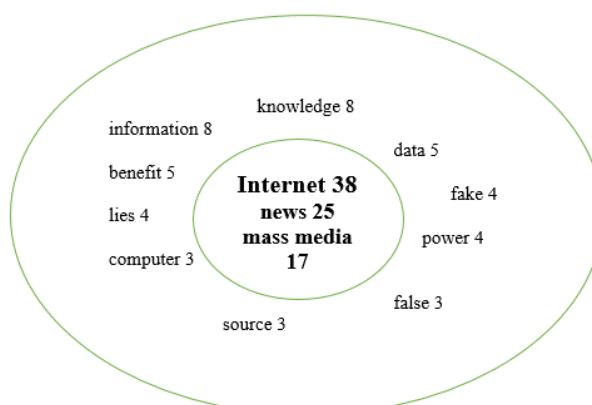 knowledge 8
information 8
data 5
benefit 5
Internet 38
fake 4
news 25
lies 4
mass media
power 4
computer 3
17
false 3
source 3